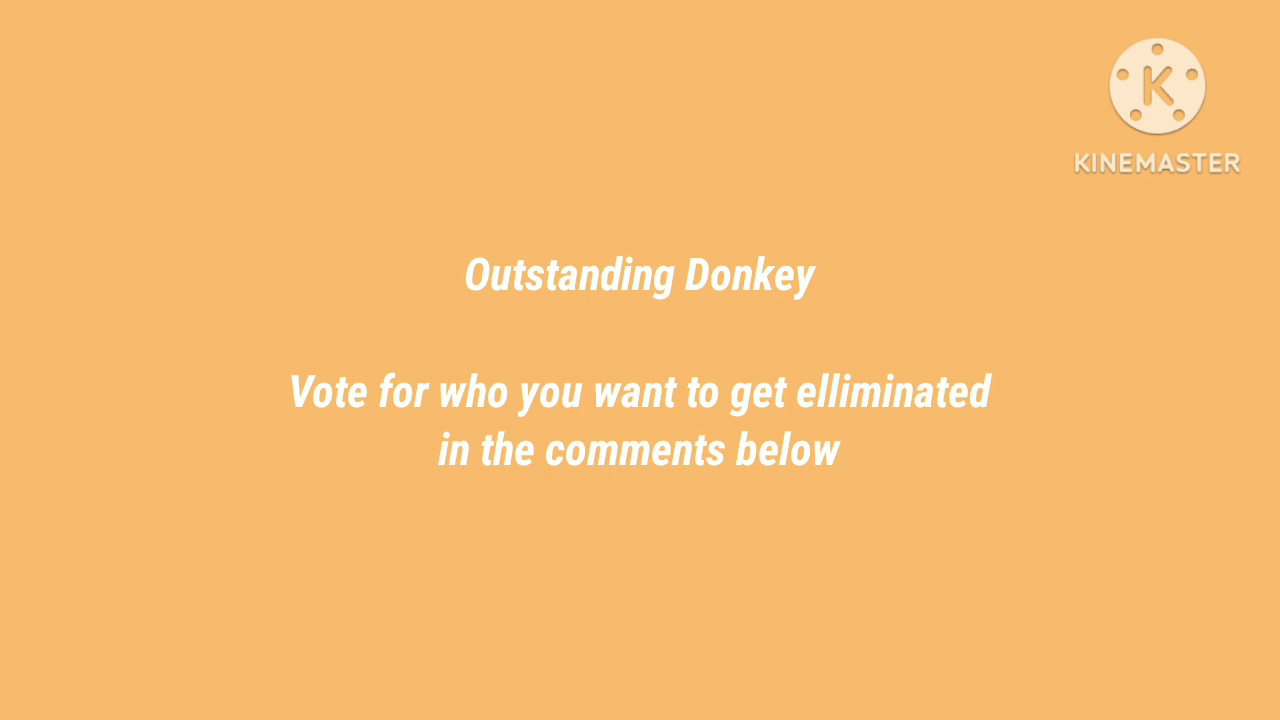 K
KINEMASTER
Outstanding Donkey
Vote for who you want to get elliminated
in the comments below